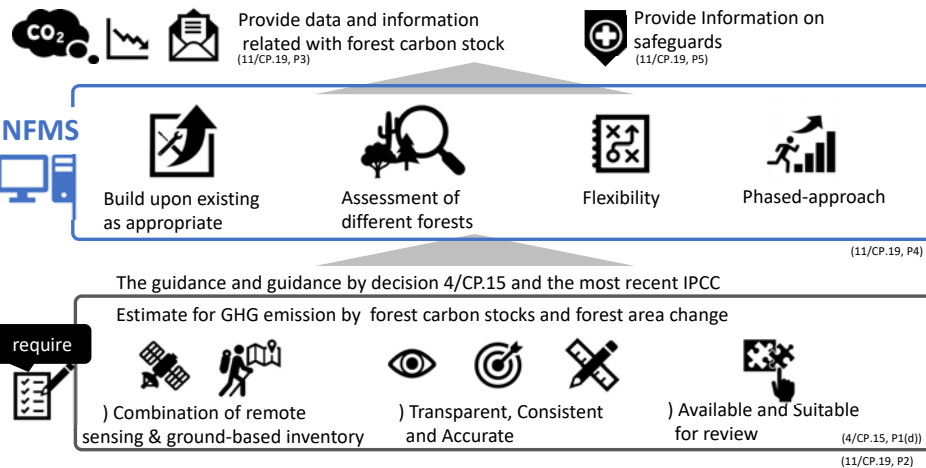 CO2
Provide data and information
related with forest carbon stock
(11/CP.19, P3)
Provide Information on
safeguards
(11/CP.19, P5)
NFMS
Build upon existing
as appropriate
Assessment of
different forests
Flexibility
Phased-approach
(11/CP.19, P4)
The guidance and guidance by decision 4/CP.15 and the most recent IPCC
Estimate for GHG emission by forest carbon stocks and forest area change
require
) Combination of remote
sensing & ground-based inventory
) Transparent, Consistent
and Accurate
) Available and Suitable
for review
(4/CP.15, P1(d))
(11/CP.19, P2)